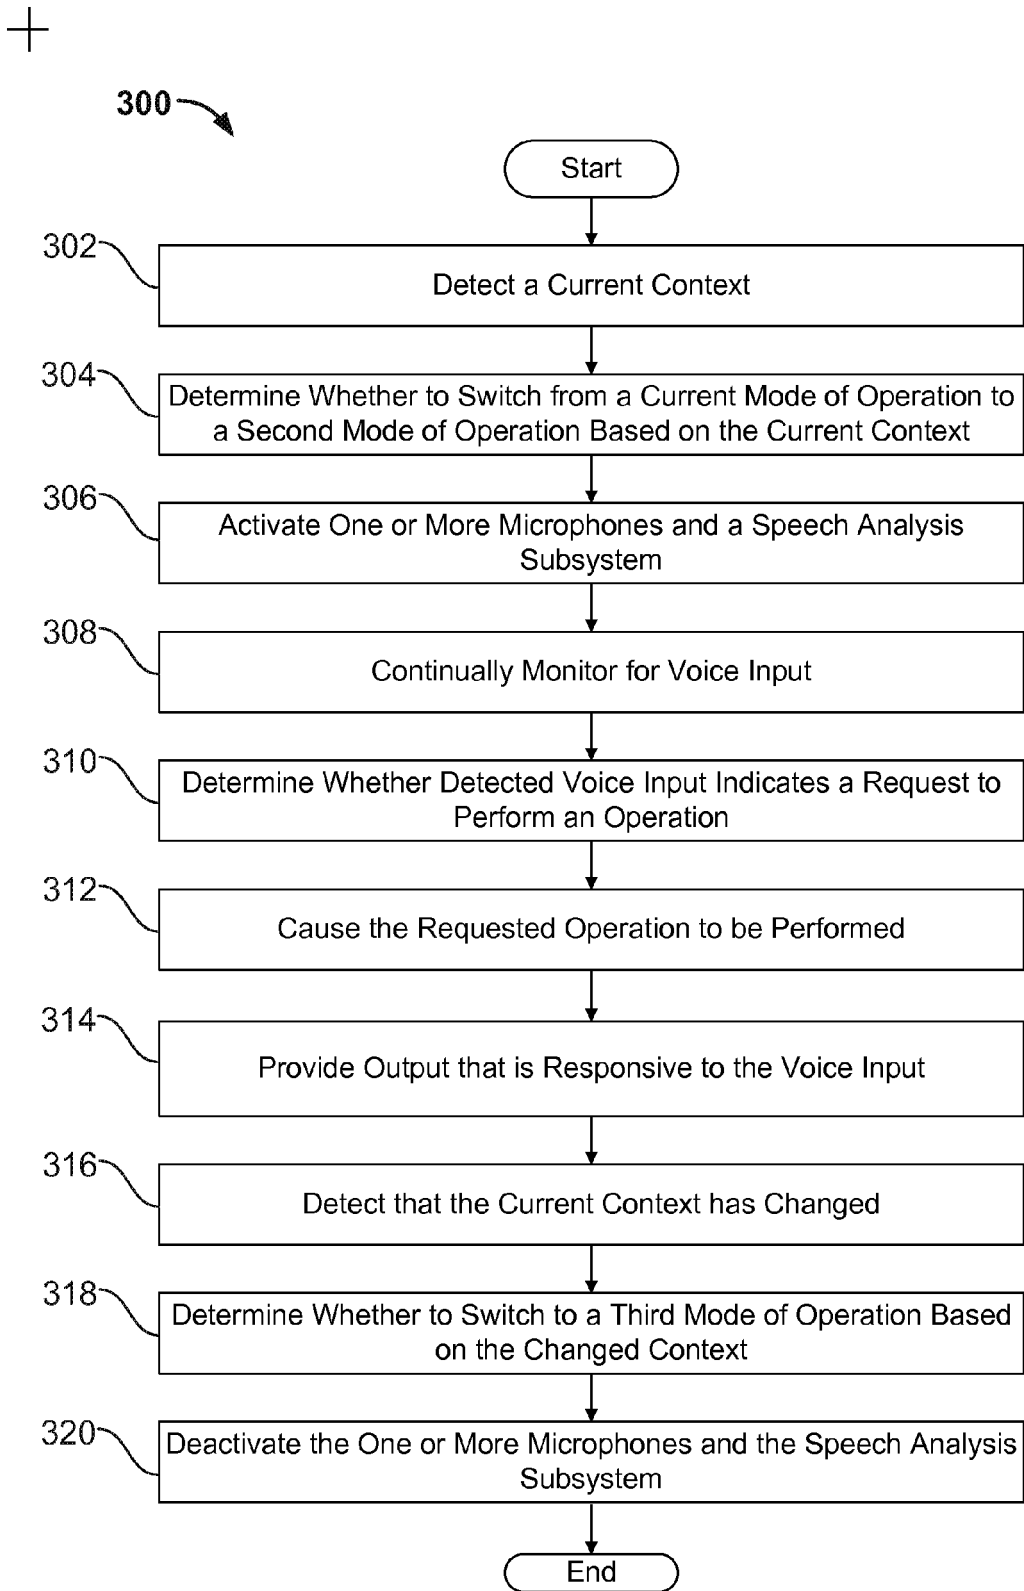 300
Start
302
Detect a Current Context
304
Determine Whether to Switch from a Current Mode of Operation to
a Second Mode of Operation Based on the Current Context
306
Activate One or More Microphones and a Speech Analysis
Subsystem
308
Continually Monitor for Voice Input
310
Determine Whether Detected Voice Input Indicates a Request to
Perform an Operation
312
Cause the Requested Operation to be Performed
314
Provide Output that is Responsive to the Voice Input
316
Detect that the Current Context has Changed
318
Determine Whether to Switch to a Third Mode of Operation Based
on the Changed Context
320
Deactivate the One or More Microphones and the Speech Analysis
Subsystem
End